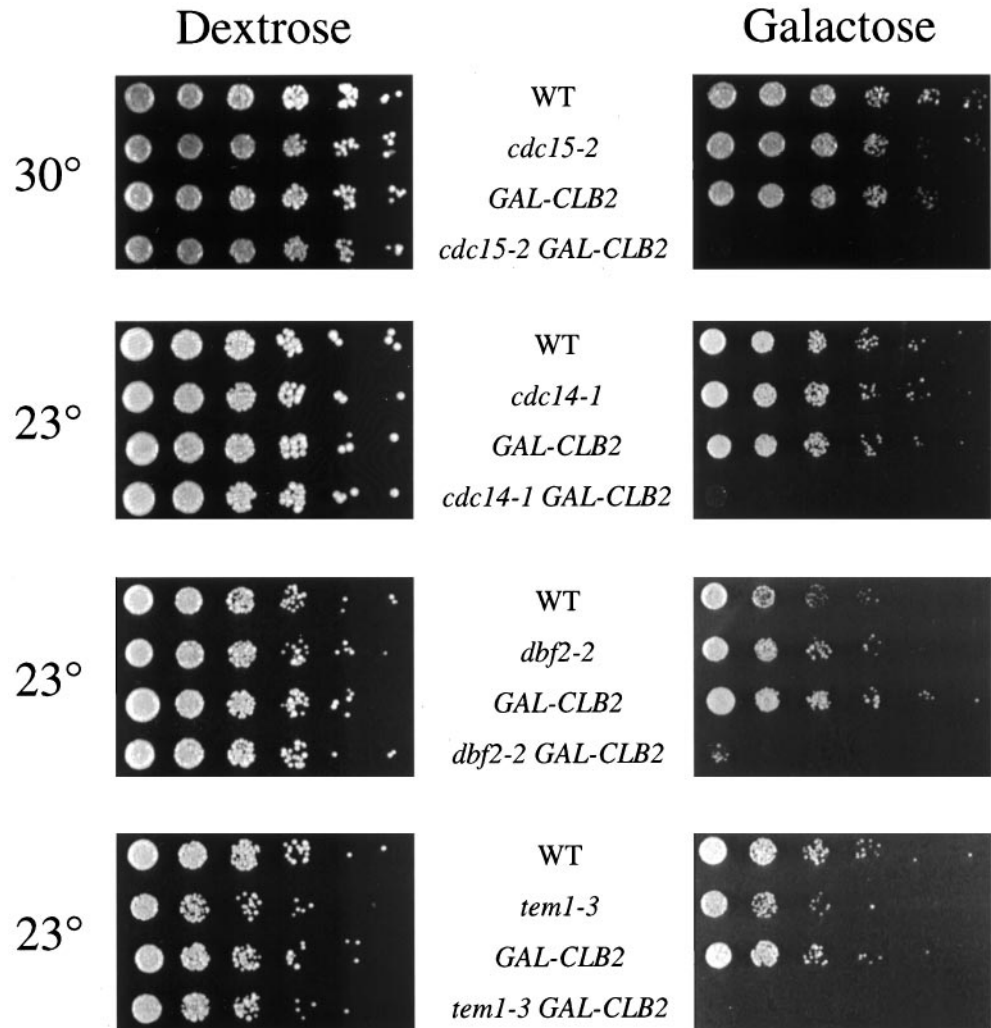 Dextrose Galactose
30°
WT
cdc15-2
GAL-CLB2
cdc15-2 GAL-CLB2
23°
WT
cdc14-1
GAL-CLB2
cdc14-1 GAL-CLB2
23°
WT
dbf2-2
GAL-CLB2
dbf2-2 GAL-CLB2
23°
WT
tem1-3
GAL-CLB2
tem1-3 GAL-CLB2